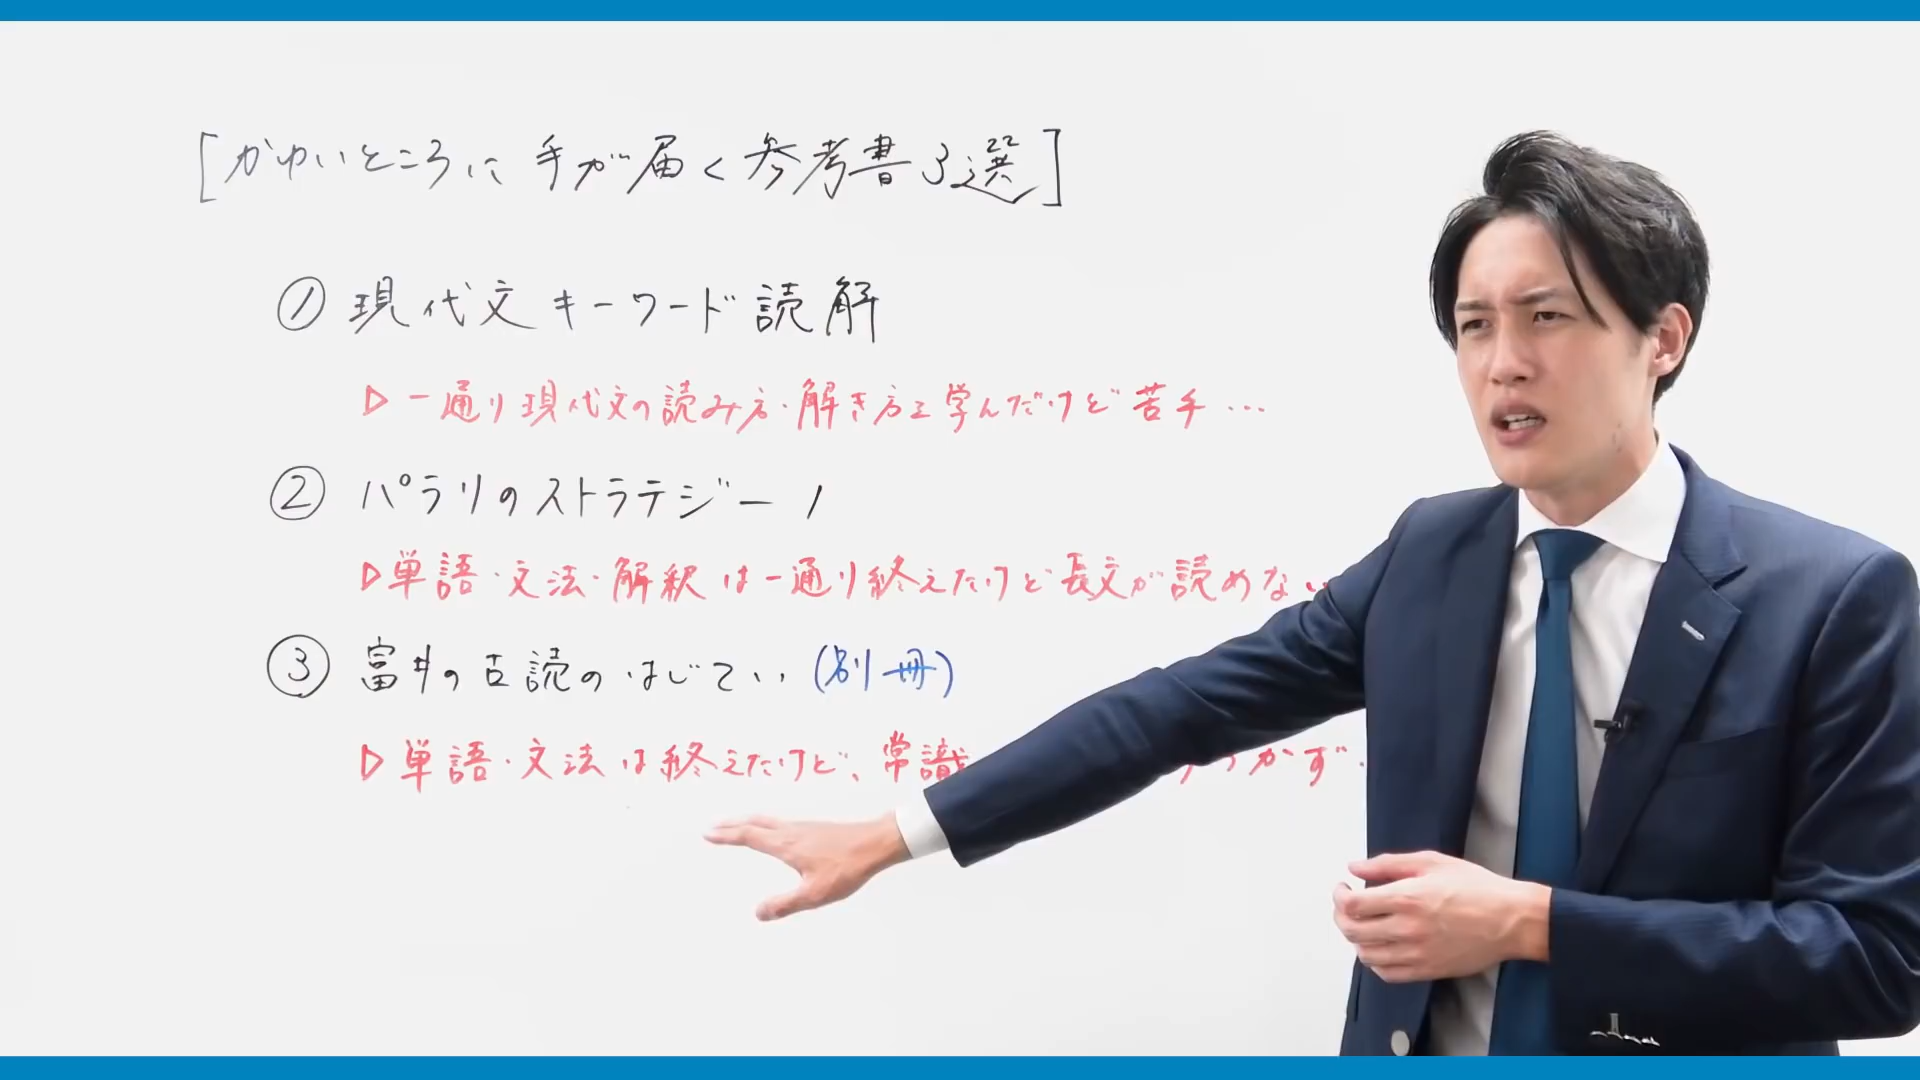 [かゆいところに手が届く参考書3選]
① 現代文キーワード読解
▷一通り現代文の読み方・解き方を学んだけど苦手…
② パラリのストラテジー1
▷単語・文法・解釈は一通り終えたけど長文が読めない
③ 富井の古読のはじてい(別冊)
▷単語・文法は終えたけど、常識 かず